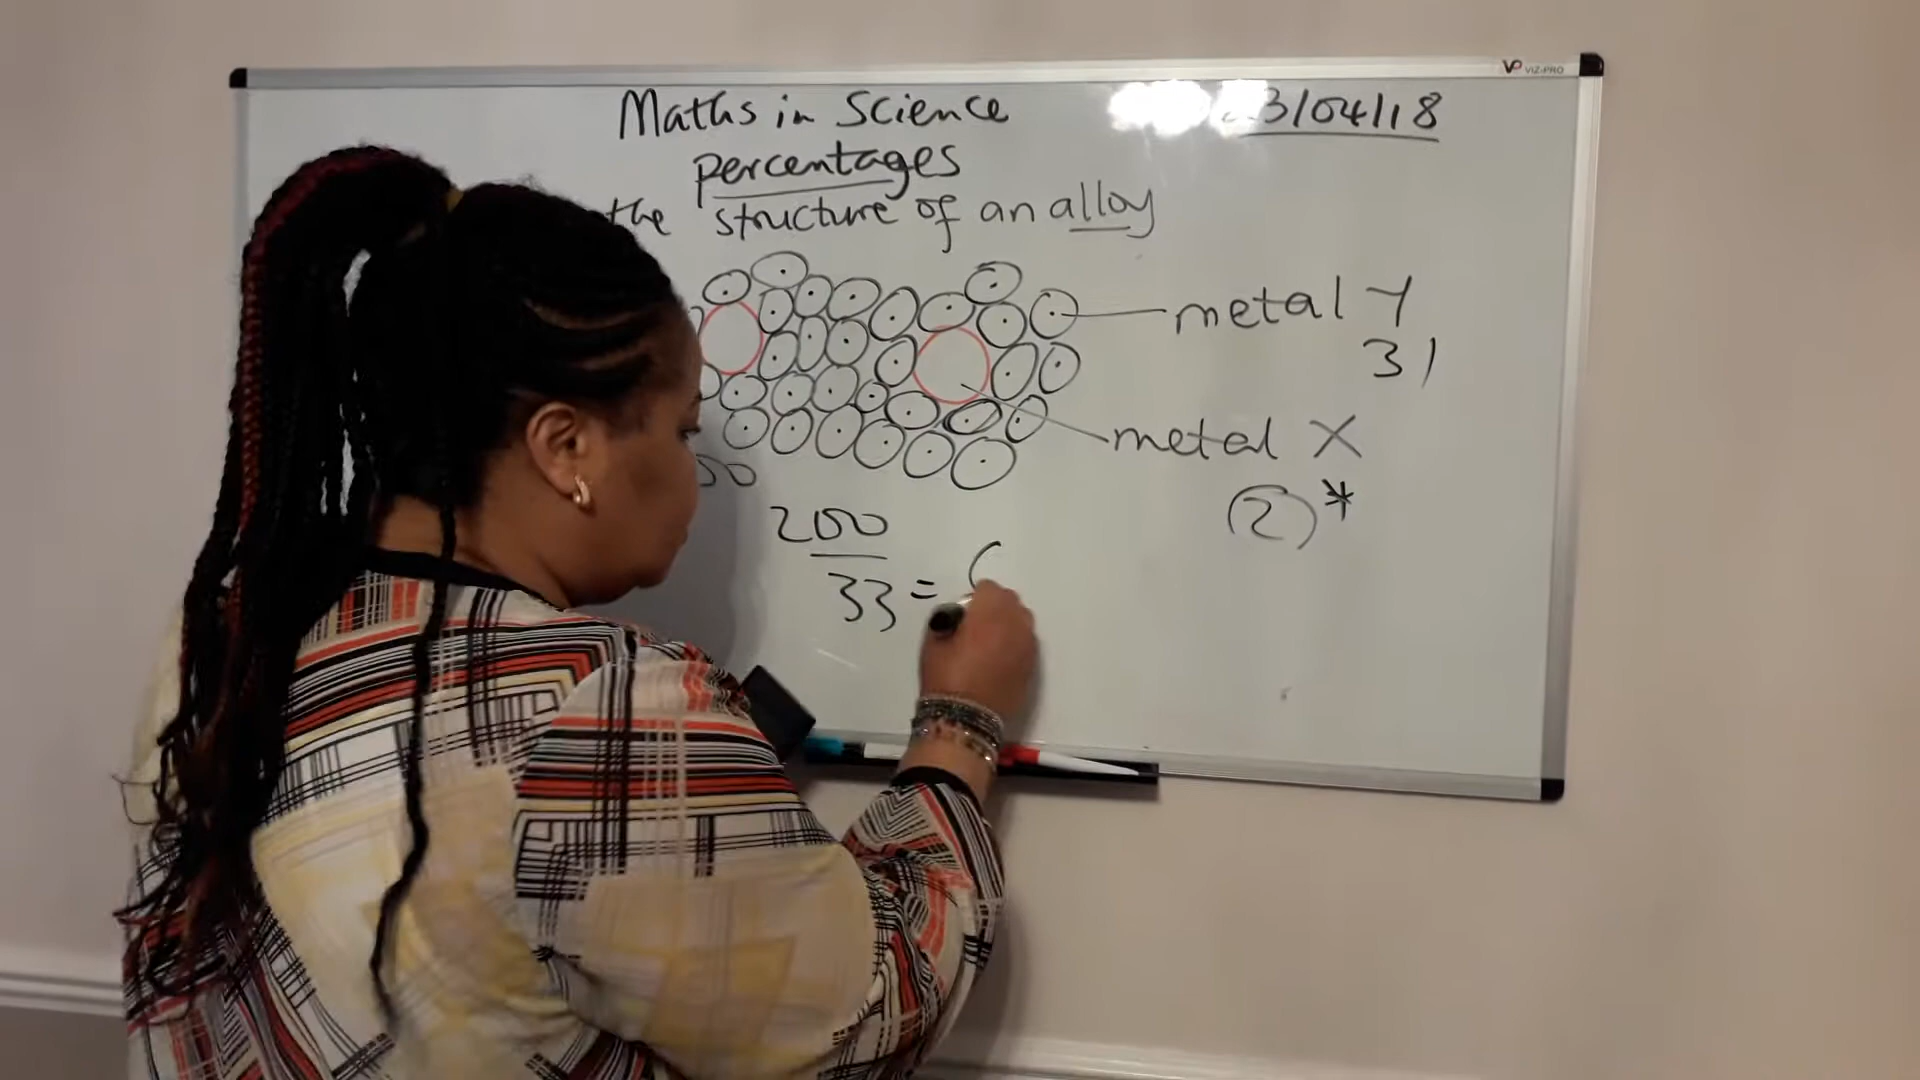 VIZ-PRO
Maths in Science
3/04/18
percentages
the structure of an alloy
metal Y
31
metal X
(2)*
00
200
33 =